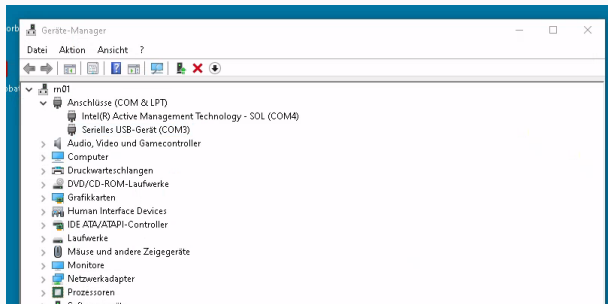 Geräte-Manager
Datei Aktion Ansicht ?
rn01
Anschlüsse (COM & LPT)
Intel(R) Active Management Technology - SOL (COM4)
Serielles USB-Gerät (COM3)
Audio, Video und Gamecontroller
Computer
Druckwarteschlangen
DVD/CD-ROM-Laufwerke
Grafikkarten
Human Interface Devices
IDE ATA/ATAPI-Controller
Laufwerke
Mäuse und andere Zeigegeräte
Monitore
Netzwerkadapter
Prozessoren